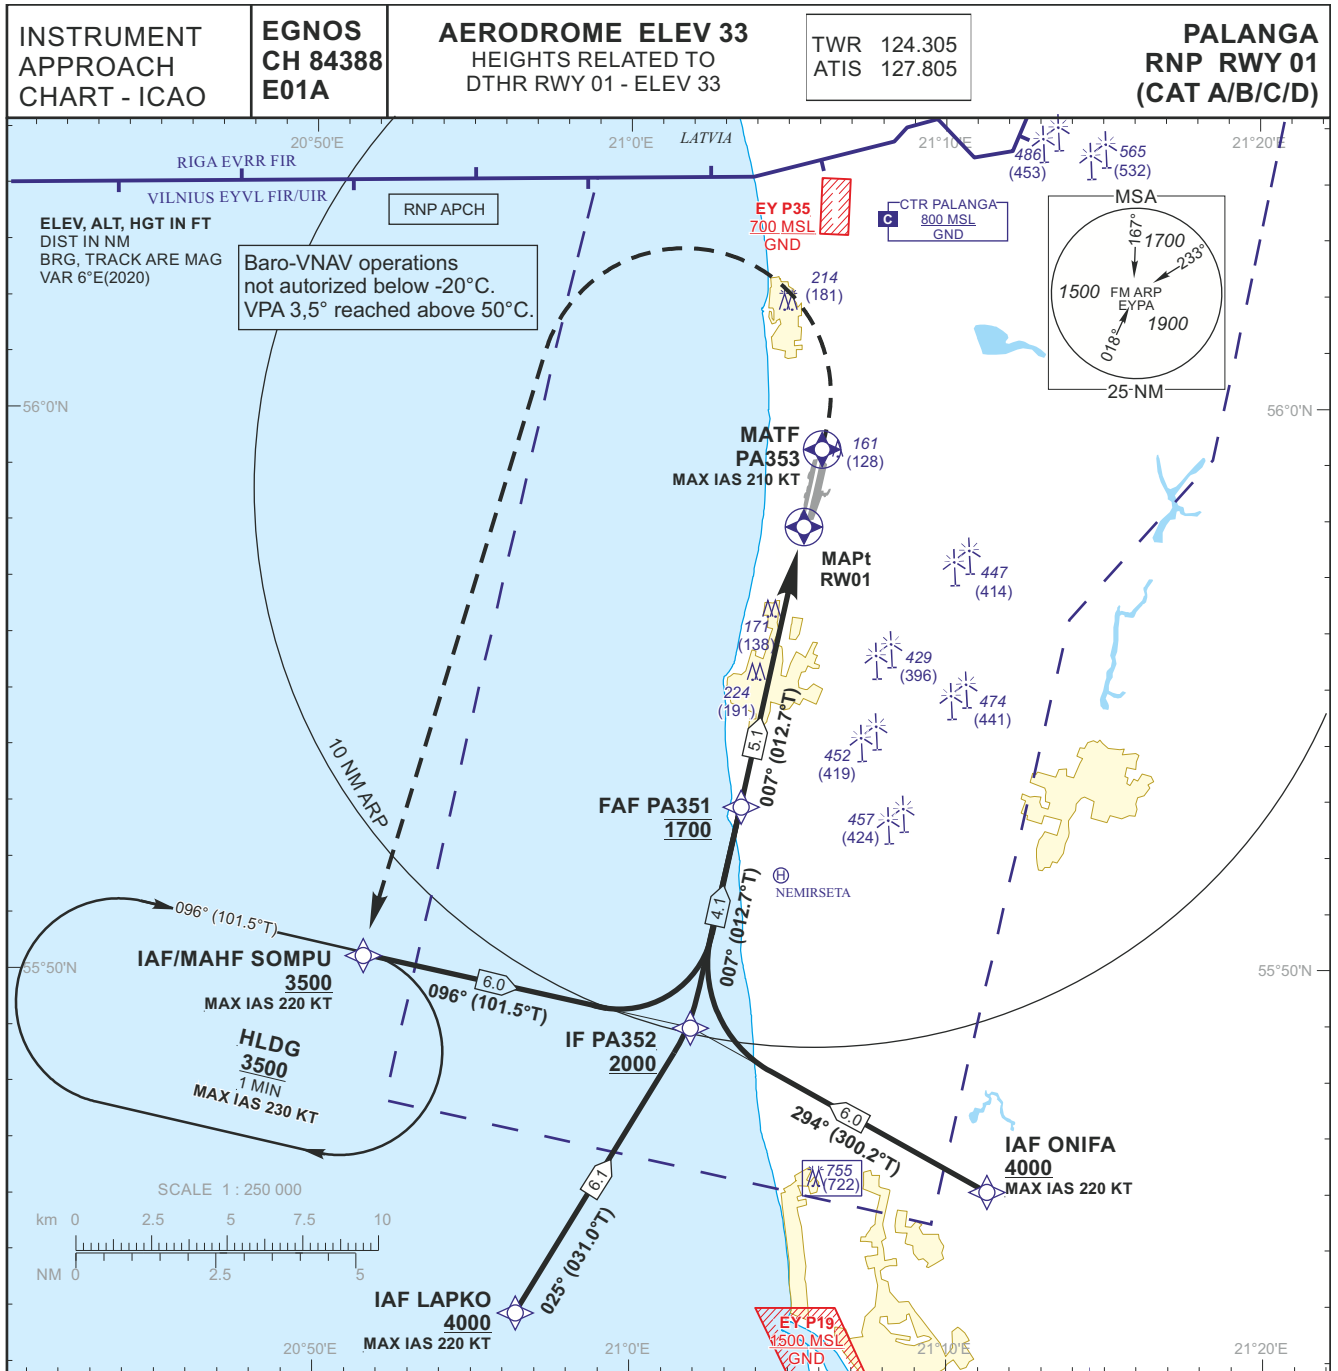 INSTRUMENT
APPROACH
CHART - ICAO
EGNOS
CH 84388
E01A
AERODROME ELEV 33
HEIGHTS RELATED TO
DTHR RWY 01 - ELEV 33
TWR 124.305
ATIS 127.805
PALANGA
RNP RWY 01
(CAT A/B/C/D)
20°50'E
21°0'E
LATVIA
21°10'E
21°20'E
RIGA EVRR FIR
VILNIUS EYVL FIR/UIR
RNP APCH
ELEV, ALT, HGT IN FT
DIST IN NM
BRG, TRACK ARE MAG
VAR 6°E(2020)
Baro-VNAV operations
not autorized below -20°C.
VPA 3,5° reached above 50°C.
EY P35
700 MSL
GND
C
CTR PALANGA
800 MSL
GND
486
(453)
565
(532)
MSA
167°
1700
233°
1500
FM ARP
EYPA
1900
018°
25 NM
214
(181)
56°0'N
56°0'N
MATF
PA353
MAX IAS 210 KT
161
(128)
MAPt
RW01
447
(414)
171
(138)
429
(396)
224
(191)
474
(441)
452
(419)
5.1
007° (012.7°T)
10 NM ARP
FAF PA351
1700
457
(424)
H
NEMIRSETA
4.1
007° (012.7°T)
096° (101.5°T)
IAF/MAHF SOMPU
3500
MAX IAS 220 KT
6.0
096° (101.5°T)
55°50'N
55°50'N
HLDG
3500
1 MIN
MAX IAS 230 KT
IF PA352
2000
6.0
294° (300.2°T)
IAF ONIFA
4000
MAX IAS 220 KT
755
(722)
6.1
025° (031.0°T)
SCALE 1 : 250 000
km 0 2.5 5 7.5 10
NM 0 2.5 5
IAF LAPKO
4000
MAX IAS 220 KT
EY P19
1500 MSL
GND
20°50'E
21°0'E
21°10'E
21°20'E